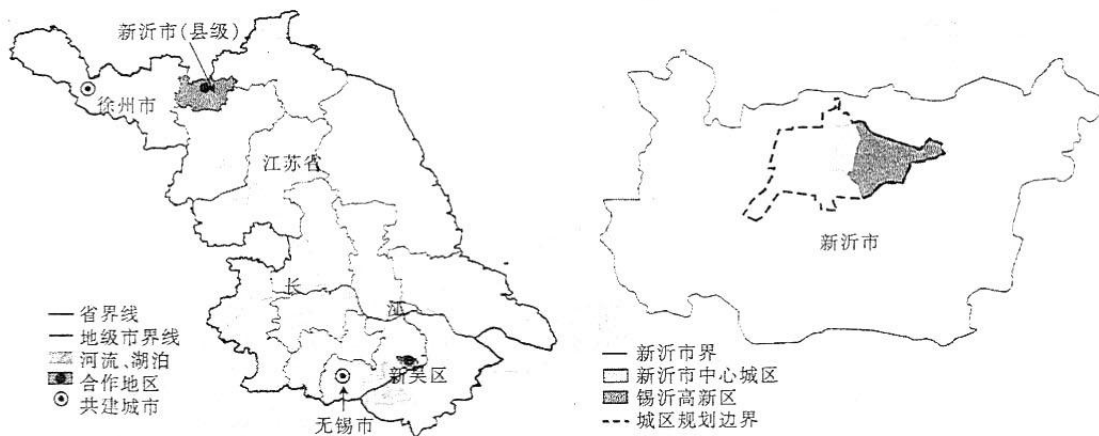 新沂市(县级)
徐州市
江苏省
长
江
新吴区
无锡市
省界线
地级市界线
河流、湖泊
合作地区
共建城市
新沂市
新沂市界
新沂市中心城区
锡沂高新区
城区规划边界